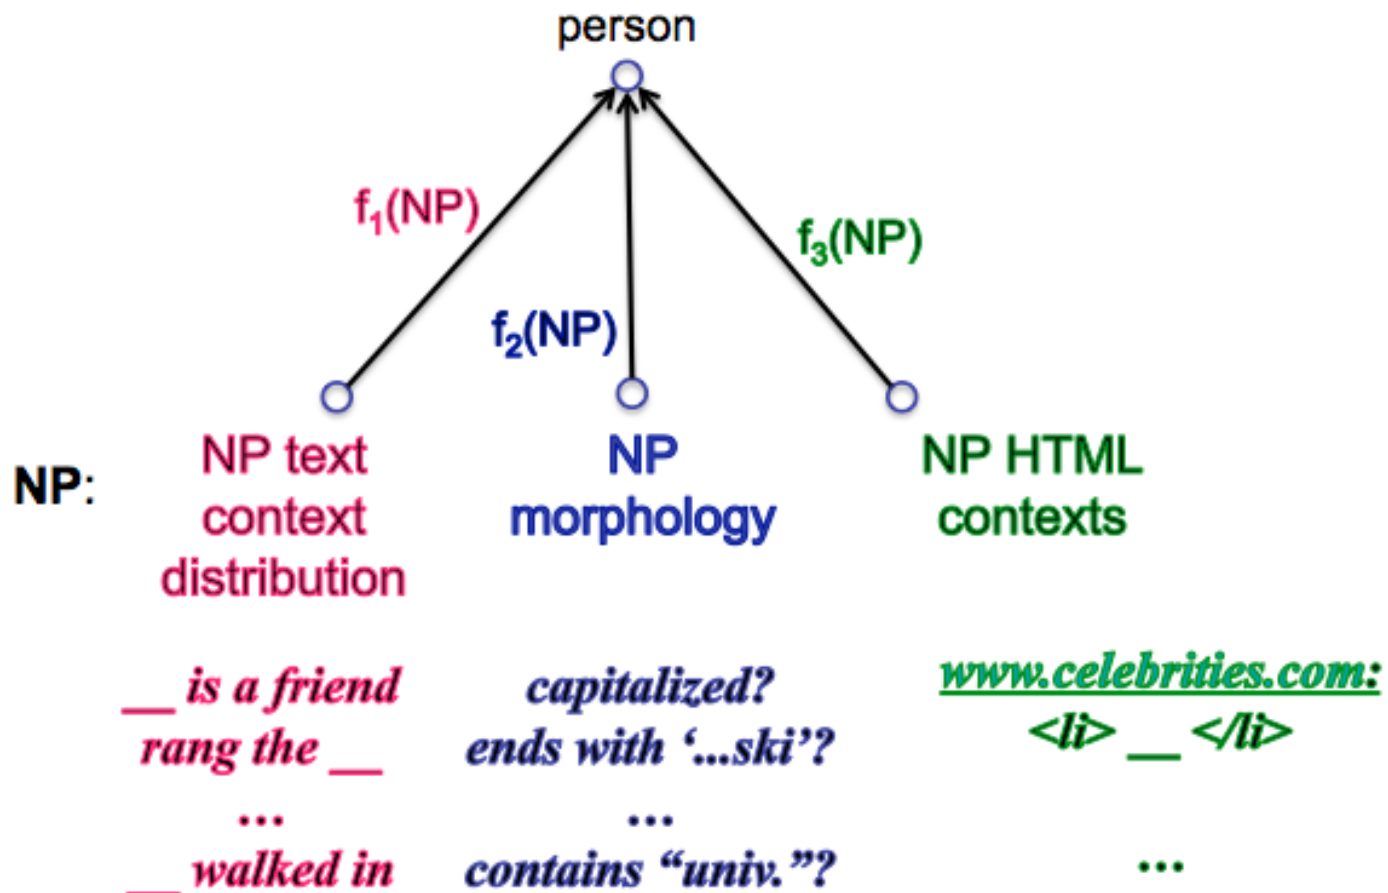 person
f₁(NP)
f₃(NP)
f₂(NP)
NP:
NP text
context
distribution
NP
morphology
NP HTML
contexts
__ is a friend
rang the __
...
__ walked in
capitalized?
ends with ‘...ski’?
...
contains “univ.”?
www.celebrities.com:
<li> __ </li>
...